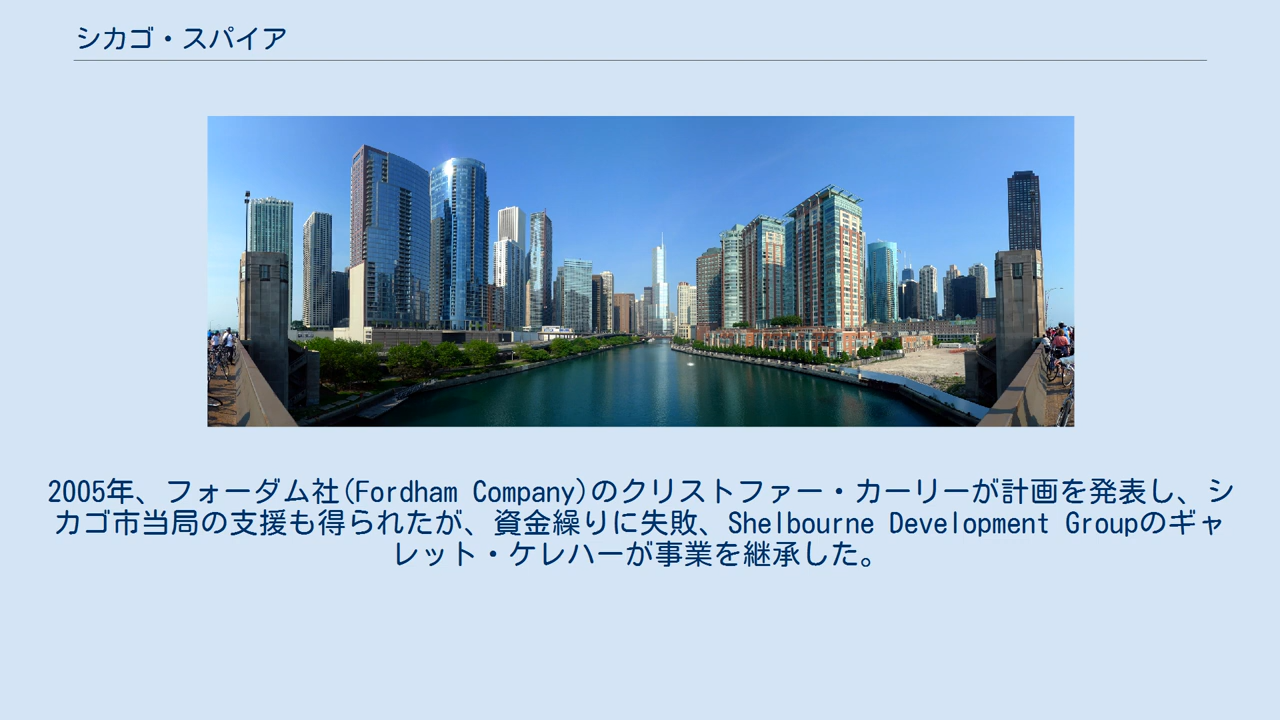 シカゴ・スパイア
2005年、フォーダム社(Fordham Company)のクリストファー・カーリーが計画を発表し、シ
カゴ市当局の支援も得られたが、資金繰りに失敗、Shelbourne Development Groupのギャ
レット・ケレハーが事業を継承した。